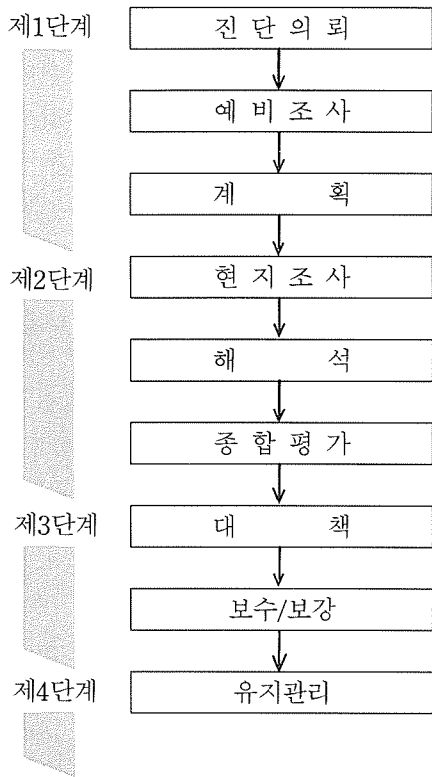 제1단계 진 단 의 뢰
예 비 조 사
계 획
제2단계 현 지 조 사
해 석
종 합 평 가
제3단계 대 책
보수/보강
제4단계 유지관리